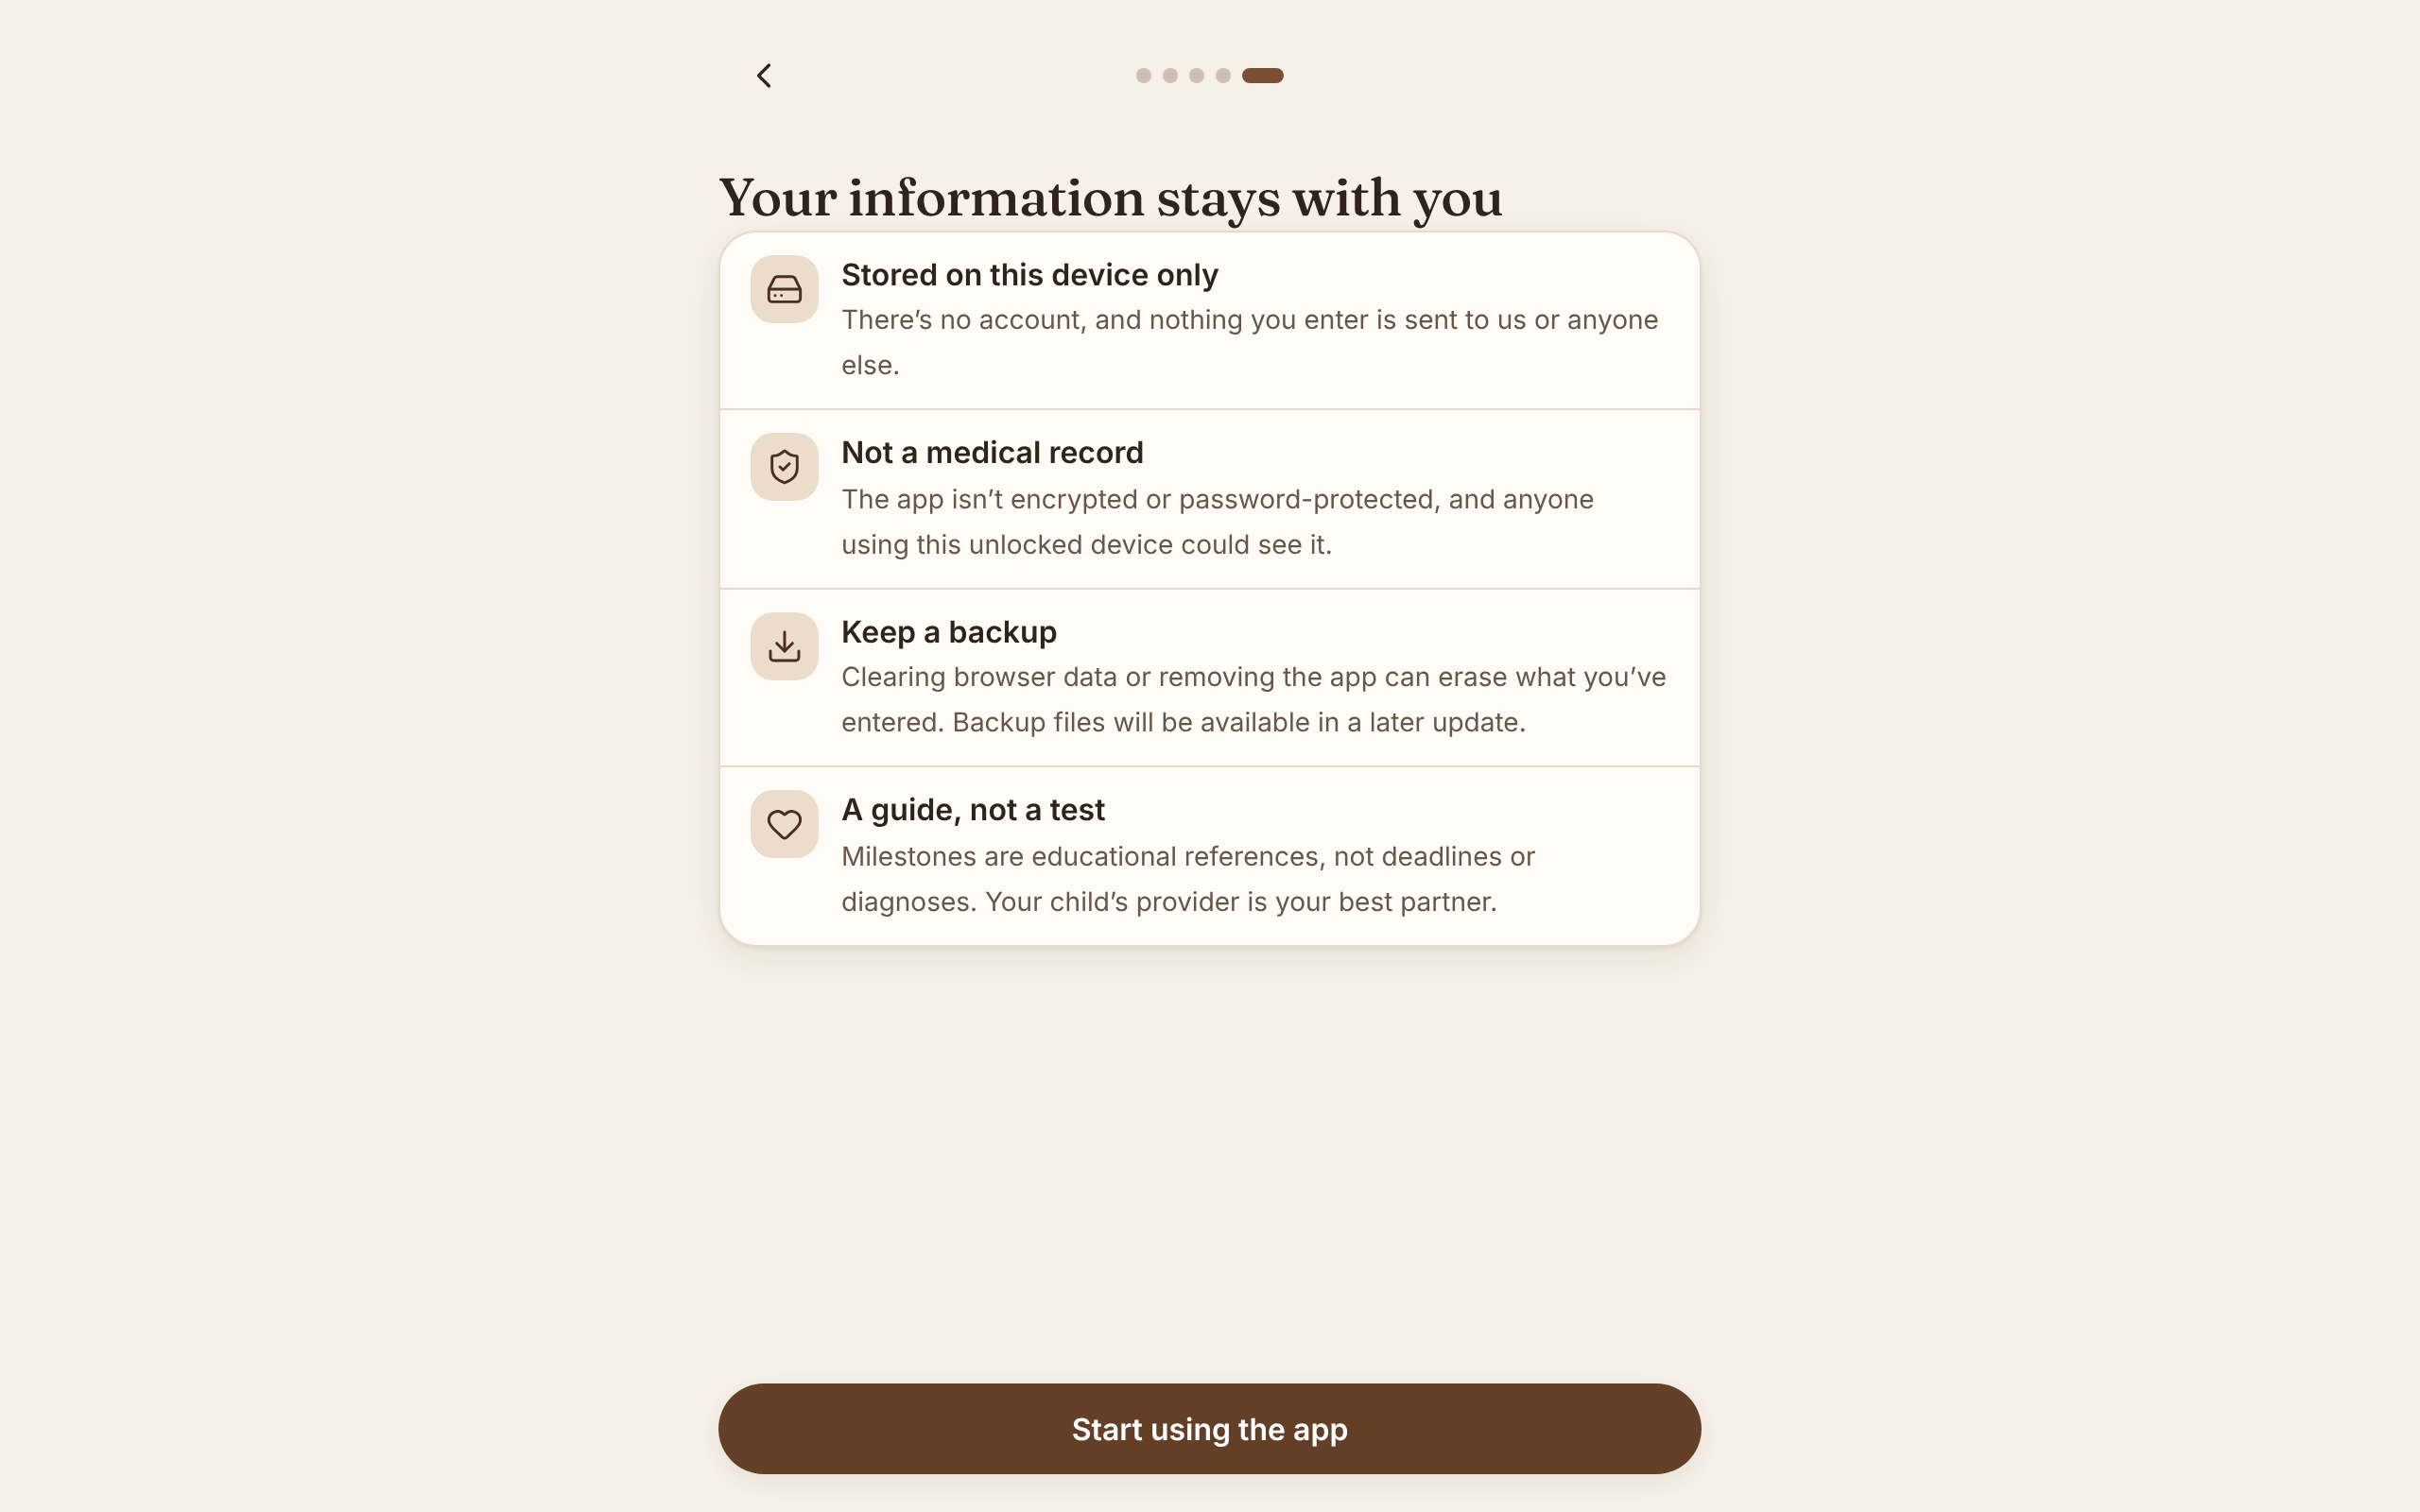 Your information stays with you
Stored on this device only
There’s no account, and nothing you enter is sent to us or anyone
else.
Not a medical record
The app isn’t encrypted or password-protected, and anyone
using this unlocked device could see it.
Keep a backup
Clearing browser data or removing the app can erase what you’ve
entered. Backup files will be available in a later update.
A guide, not a test
Milestones are educational references, not deadlines or
diagnoses. Your child’s provider is your best partner.
Start using the app